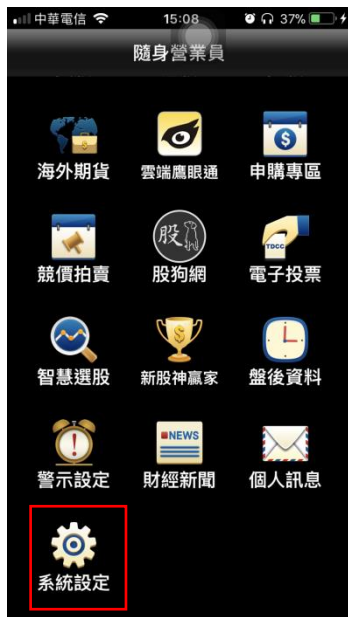 中華電信 15:08 37%
隨身營業員
海外期貨 雲端鷹眼通 申購專區
股 TDCC
競價拍賣 股狗網 電子投票
智慧選股 新股神贏家 盤後資料
NEWS
警示設定 財經新聞 個人訊息
系統設定